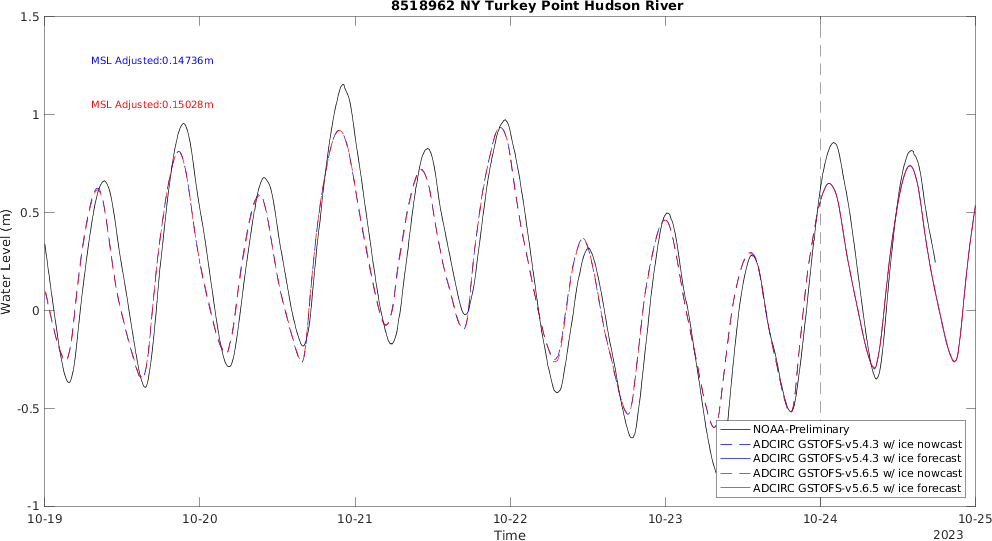 8518962 NY Turkey Point Hudson River
1.5
1
0.5
0
-0.5
-1
Water Level (m)
MSL Adjusted:0.14736m
MSL Adjusted:0.15028m
NOAA-Preliminary
ADCIRC GSTOFS-v5.4.3 w/ ice nowcast
ADCIRC GSTOFS-v5.4.3 w/ ice forecast
ADCIRC GSTOFS-v5.6.5 w/ ice nowcast
ADCIRC GSTOFS-v5.6.5 w/ ice forecast
10-19 10-20 10-21 10-22 10-23 10-24 10-25
Time
2023